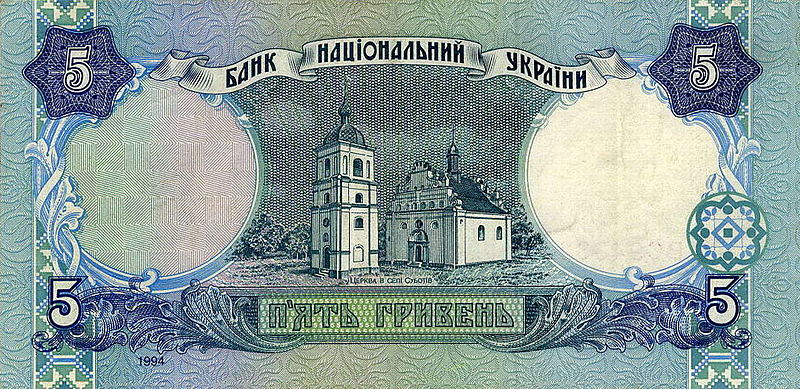 5 5
БАНК НАЦІОНАЛЬНИЙ УКРАЇНИ
ЦЕРКВА В СЕЛІ СУБОТІВ
5 5
П'ЯТЬ ГРИВЕНЬ
1994